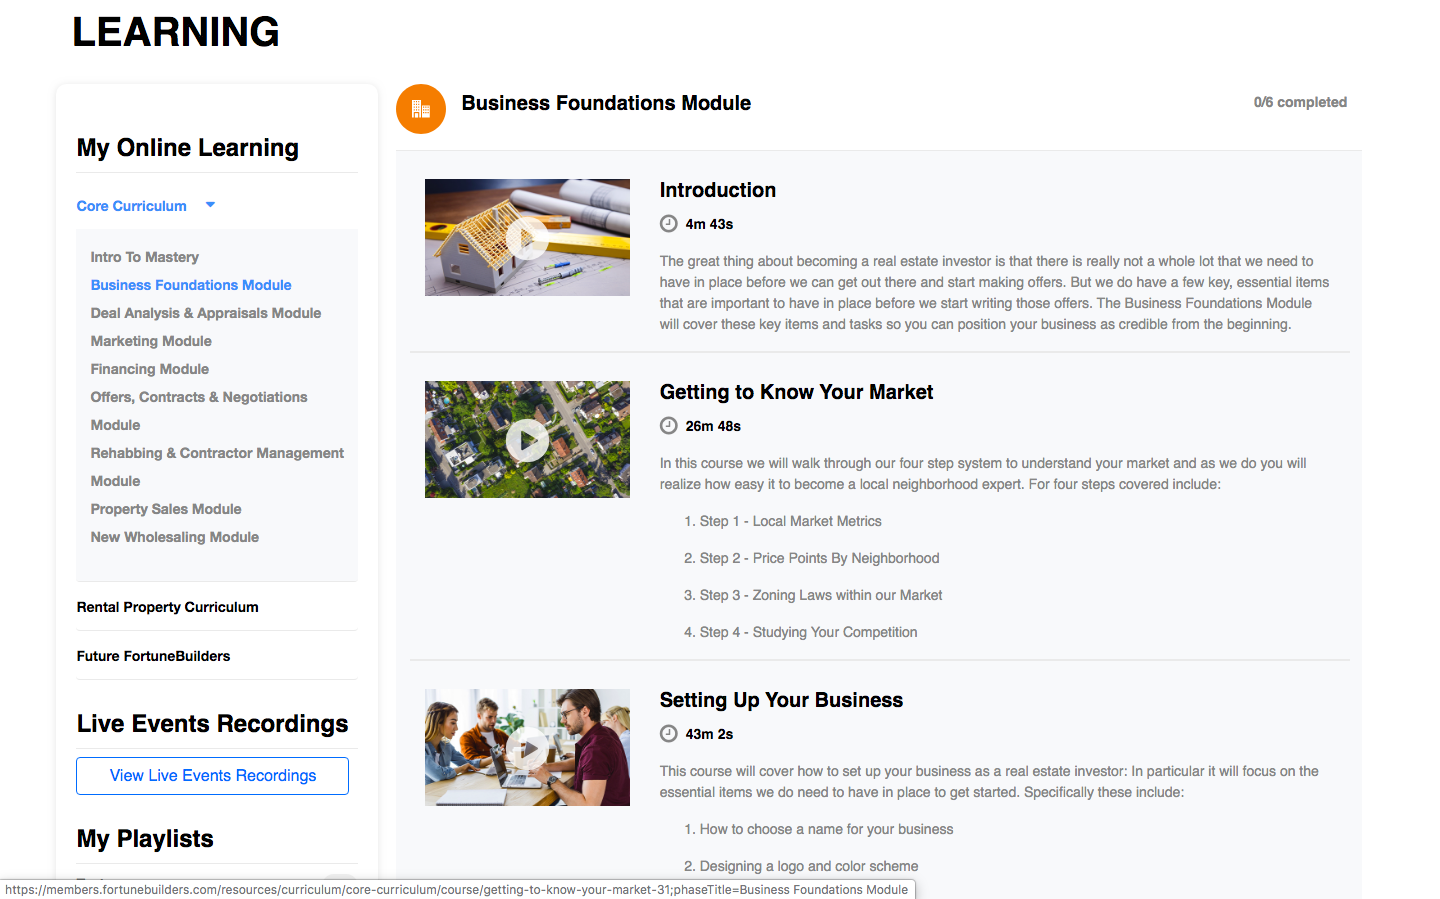 LEARNING
My Online Learning
Core Curriculum
Intro To Mastery
Business Foundations Module
Deal Analysis & Appraisals Module
Marketing Module
Financing Module
Offers, Contracts & Negotiations
Module
Rehabbing & Contractor Management
Module
Property Sales Module
New Wholesaling Module
Rental Property Curriculum
Future FortuneBuilders
Live Events Recordings
View Live Events Recordings
My Playlists
Business Foundations Module
0/6 completed
Introduction
4m 43s
The great thing about becoming a real estate investor is that there is really not a whole lot that we need to
have in place before we can get out there and start making offers. But we do have a few key, essential items
that are important to have in place before we start writing those offers. The Business Foundations Module
will cover these key items and tasks so you can position your business as credible from the beginning.
Getting to Know Your Market
26m 48s
In this course we will walk through our four step system to understand your market and as we do you will
realize how easy it to become a local neighborhood expert. For four steps covered include:
1. Step 1 - Local Market Metrics
2. Step 2 - Price Points By Neighborhood
3. Step 3 - Zoning Laws within our Market
4. Step 4 - Studying Your Competition
Setting Up Your Business
43m 2s
This course will cover how to set up your business as a real estate investor: In particular it will focus on the
essential items we do need to have in place to get started. Specifically these include:
1. How to choose a name for your business
2. Designing a logo and color scheme
https://members.fortunebuilders.com/resources/curriculum/core-curriculum/course/getting-to-know-your-market-31;phaseTitle=Business Foundations Module